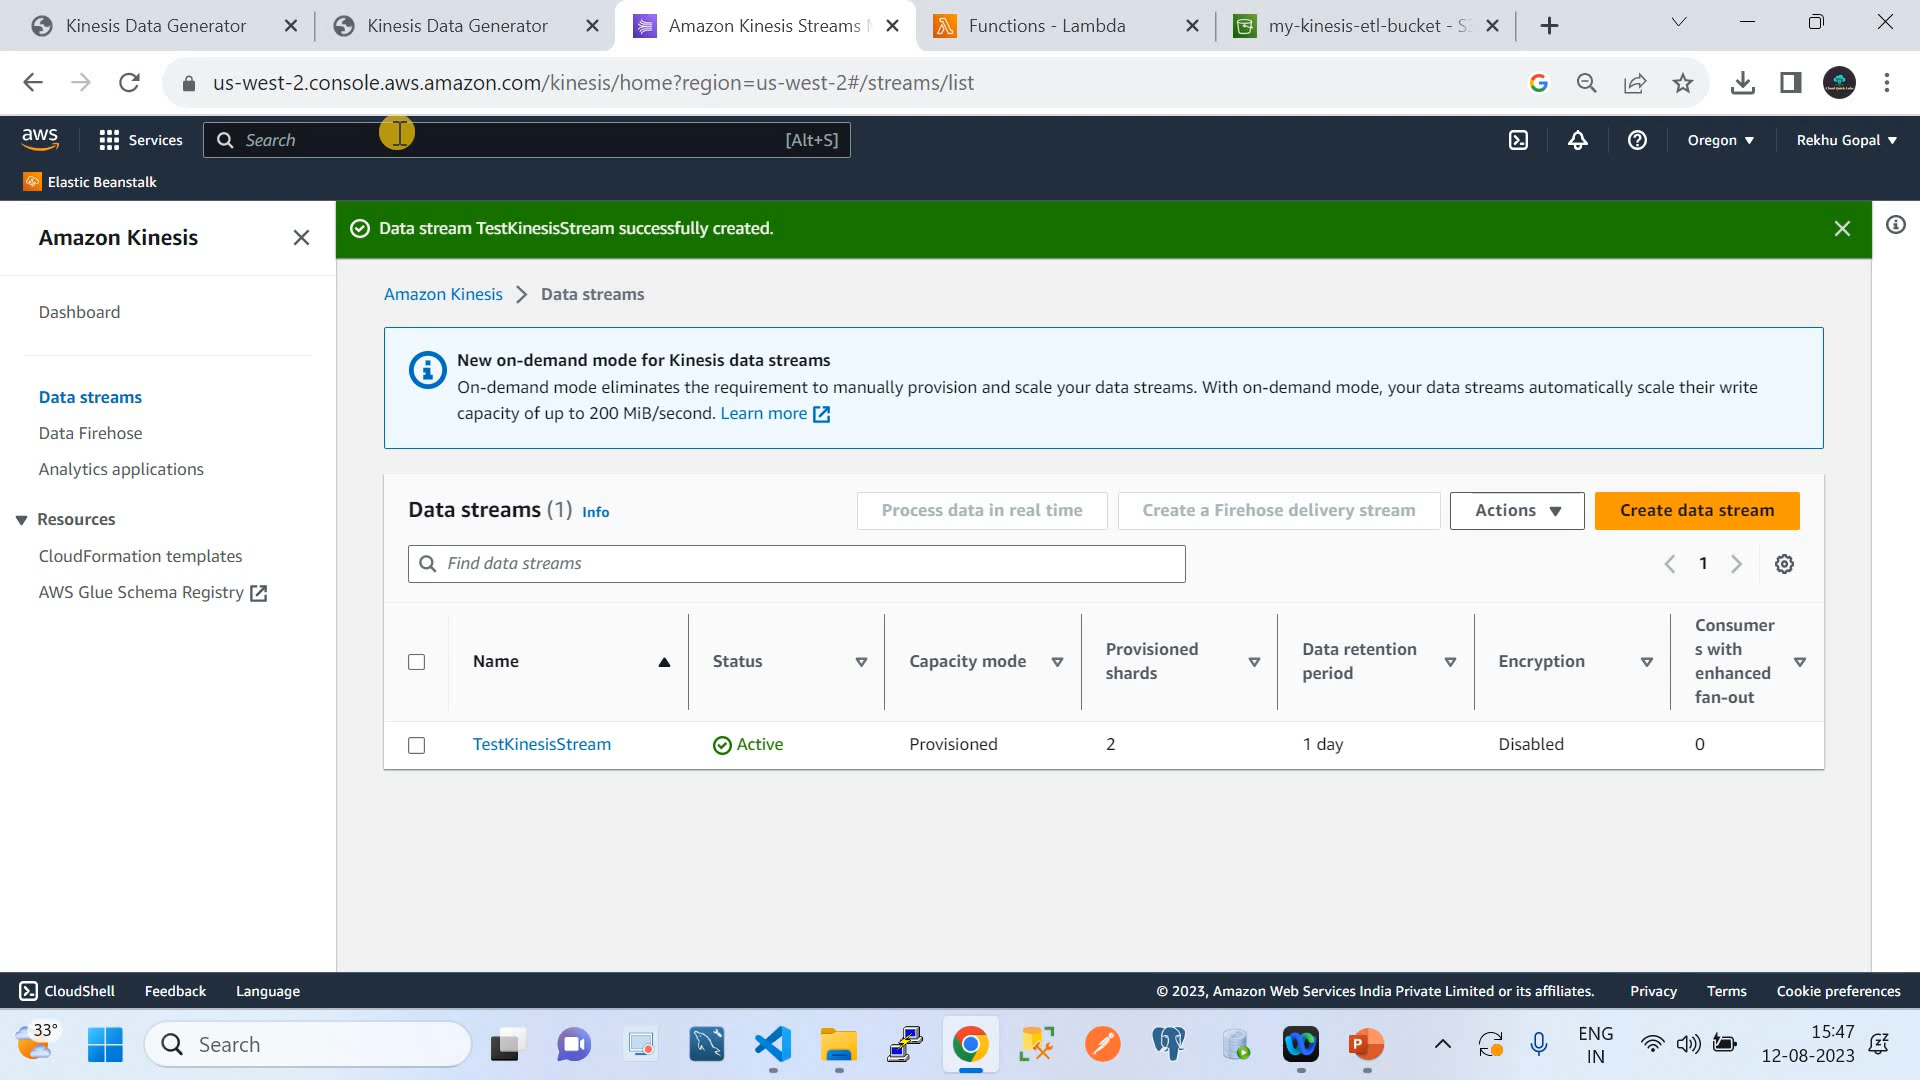 Kinesis Data Generator
Kinesis Data Generator
Amazon Kinesis Streams
Functions - Lambda
my-kinesis-etl-bucket - S3
us-west-2.console.aws.amazon.com/kinesis/home?region=us-west-2#/streams/list
aws
Services
Search
[Alt+S]
Oregon
Rekhu Gopal
Elastic Beanstalk
Amazon Kinesis
Dashboard
Data streams
Data Firehose
Analytics applications
Resources
CloudFormation templates
AWS Glue Schema Registry
Data stream TestKinesisStream successfully created.
Amazon Kinesis > Data streams
New on-demand mode for Kinesis data streams
On-demand mode eliminates the requirement to manually provision and scale your data streams. With on-demand mode, your data streams automatically scale their write
capacity of up to 200 MiB/second. Learn more
Data streams (1) Info
Process data in real time
Create a Firehose delivery stream
Actions
Create data stream
Find data streams
1
Name
Status
Capacity mode
Provisioned
shards
Data retention
period
Encryption
Consumer
s with
enhanced
fan-out
TestKinesisStream
Active
Provisioned
2
1 day
Disabled
0
CloudShell
Feedback
Language
© 2023, Amazon Web Services India Private Limited or its affiliates.
Privacy
Terms
Cookie preferences
33°
Search
ENG
IN
15:47
12-08-2023